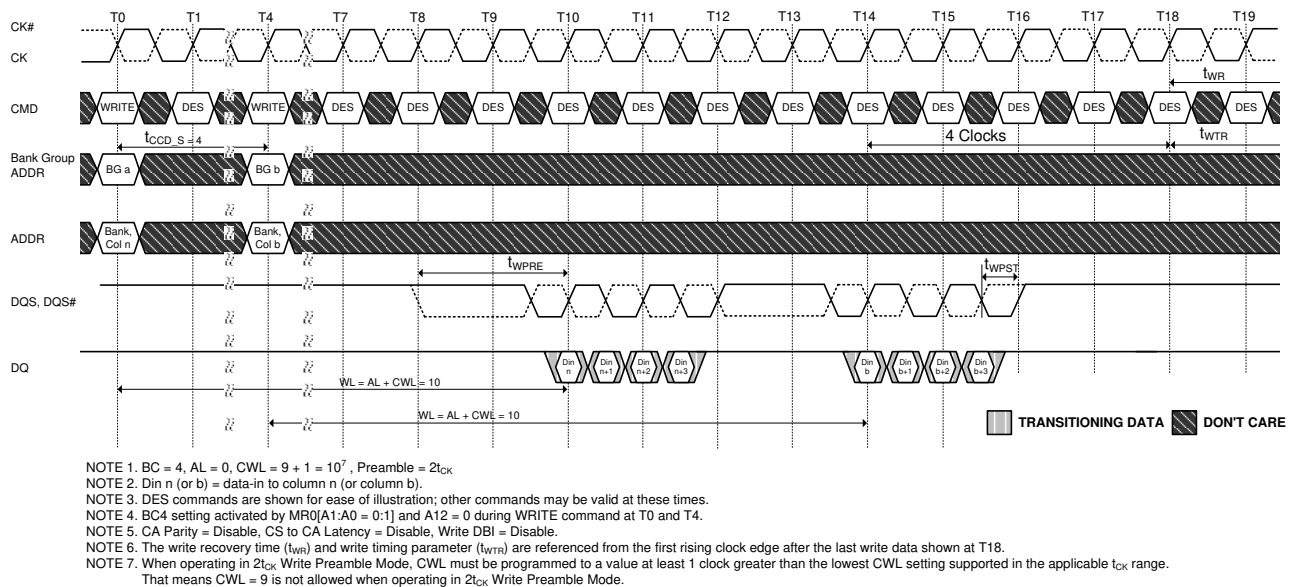 T0 T1 T4 T7 T8 T9 T10 T11 T12 T13 T14 T15 T16 T17 T18 T19
CK#
CK
tWR
CMD WRITE DES WRITE DES DES DES DES DES DES DES DES DES DES DES DES DES
tCCD_S = 4
4 Clocks
tWTR
Bank Group
ADDR
BG a BG b
ADDR
Bank, Col n
Bank, Col b
tWPRE
tWPST
DQS, DQS#
DQ
Din n
Din n+1
Din n+2
Din n+3
Din b
Din b+1
Din b+2
Din b+3
WL = AL + CWL = 10
WL = AL + CWL = 10
TRANSITIONING DATA
DON'T CARE
NOTE 1. BC = 4, AL = 0, CWL = 9 + 1 = 10⁷ , Preamble = 2tCK
NOTE 2. Din n (or b) = data-in to column n (or column b).
NOTE 3. DES commands are shown for ease of illustration; other commands may be valid at these times.
NOTE 4. BC4 setting activated by MR0[A1:A0 = 0:1] and A12 = 0 during WRITE command at T0 and T4.
NOTE 5. CA Parity = Disable, CS to CA Latency = Disable, Write DBI = Disable.
NOTE 6. The write recovery time (tWR) and write timing parameter (tWTR) are referenced from the first rising clock edge after the last write data shown at T18.
NOTE 7. When operating in 2tCK Write Preamble Mode, CWL must be programmed to a value at least 1 clock greater than the lowest CWL setting supported in the applicable tCK range.
That means CWL = 9 is not allowed when operating in 2tCK Write Preamble Mode.